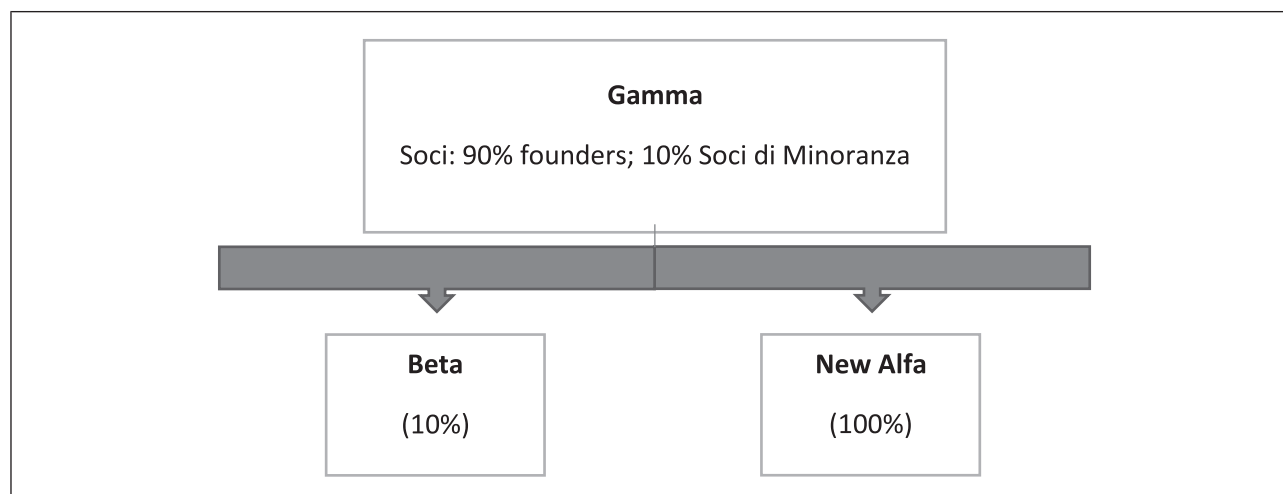 Gamma
Soci: 90% founders; 10% Soci di Minoranza
Beta
(10%)
New Alfa
(100%)